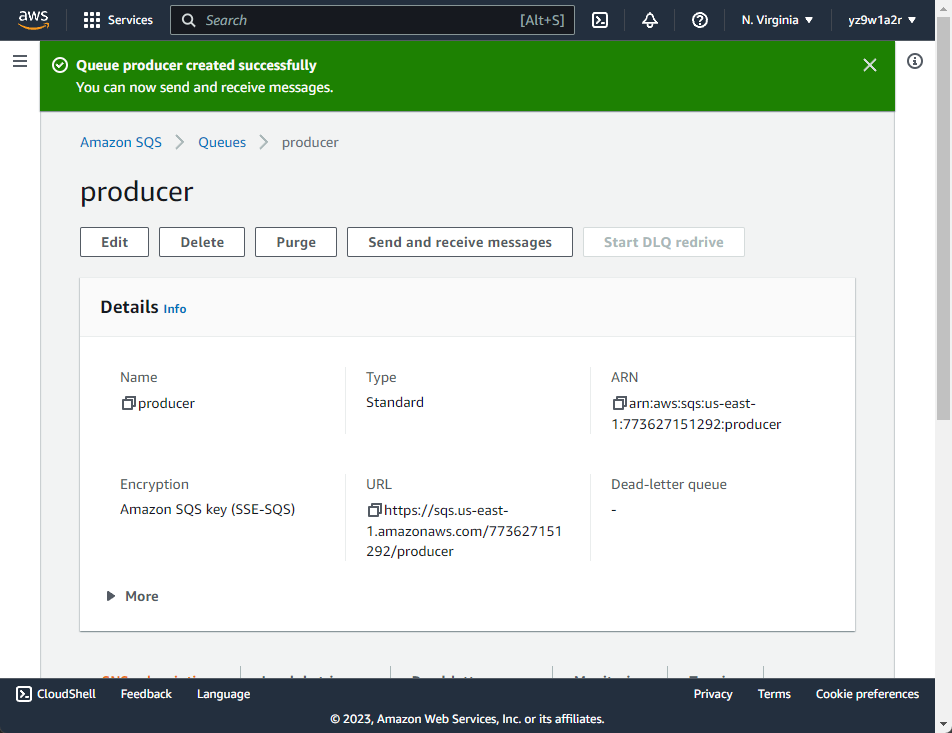 aws
Services
Search [Alt+S]
N. Virginia
yz9w1a2r
Queue producer created successfully
You can now send and receive messages.
Amazon SQS
Queues
producer
producer
Edit
Delete
Purge
Send and receive messages
Start DLQ redrive
Details Info
Name
producer
Type
Standard
ARN
arn:aws:sqs:us-east-
1:773627151292:producer
Encryption
Amazon SQS key (SSE-SQS)
URL
https://sqs.us-east-
1.amazonaws.com/773627151
292/producer
Dead-letter queue
-
More
CloudShell
Feedback
Language
Privacy
Terms
Cookie preferences
© 2023, Amazon Web Services, Inc. or its affiliates.